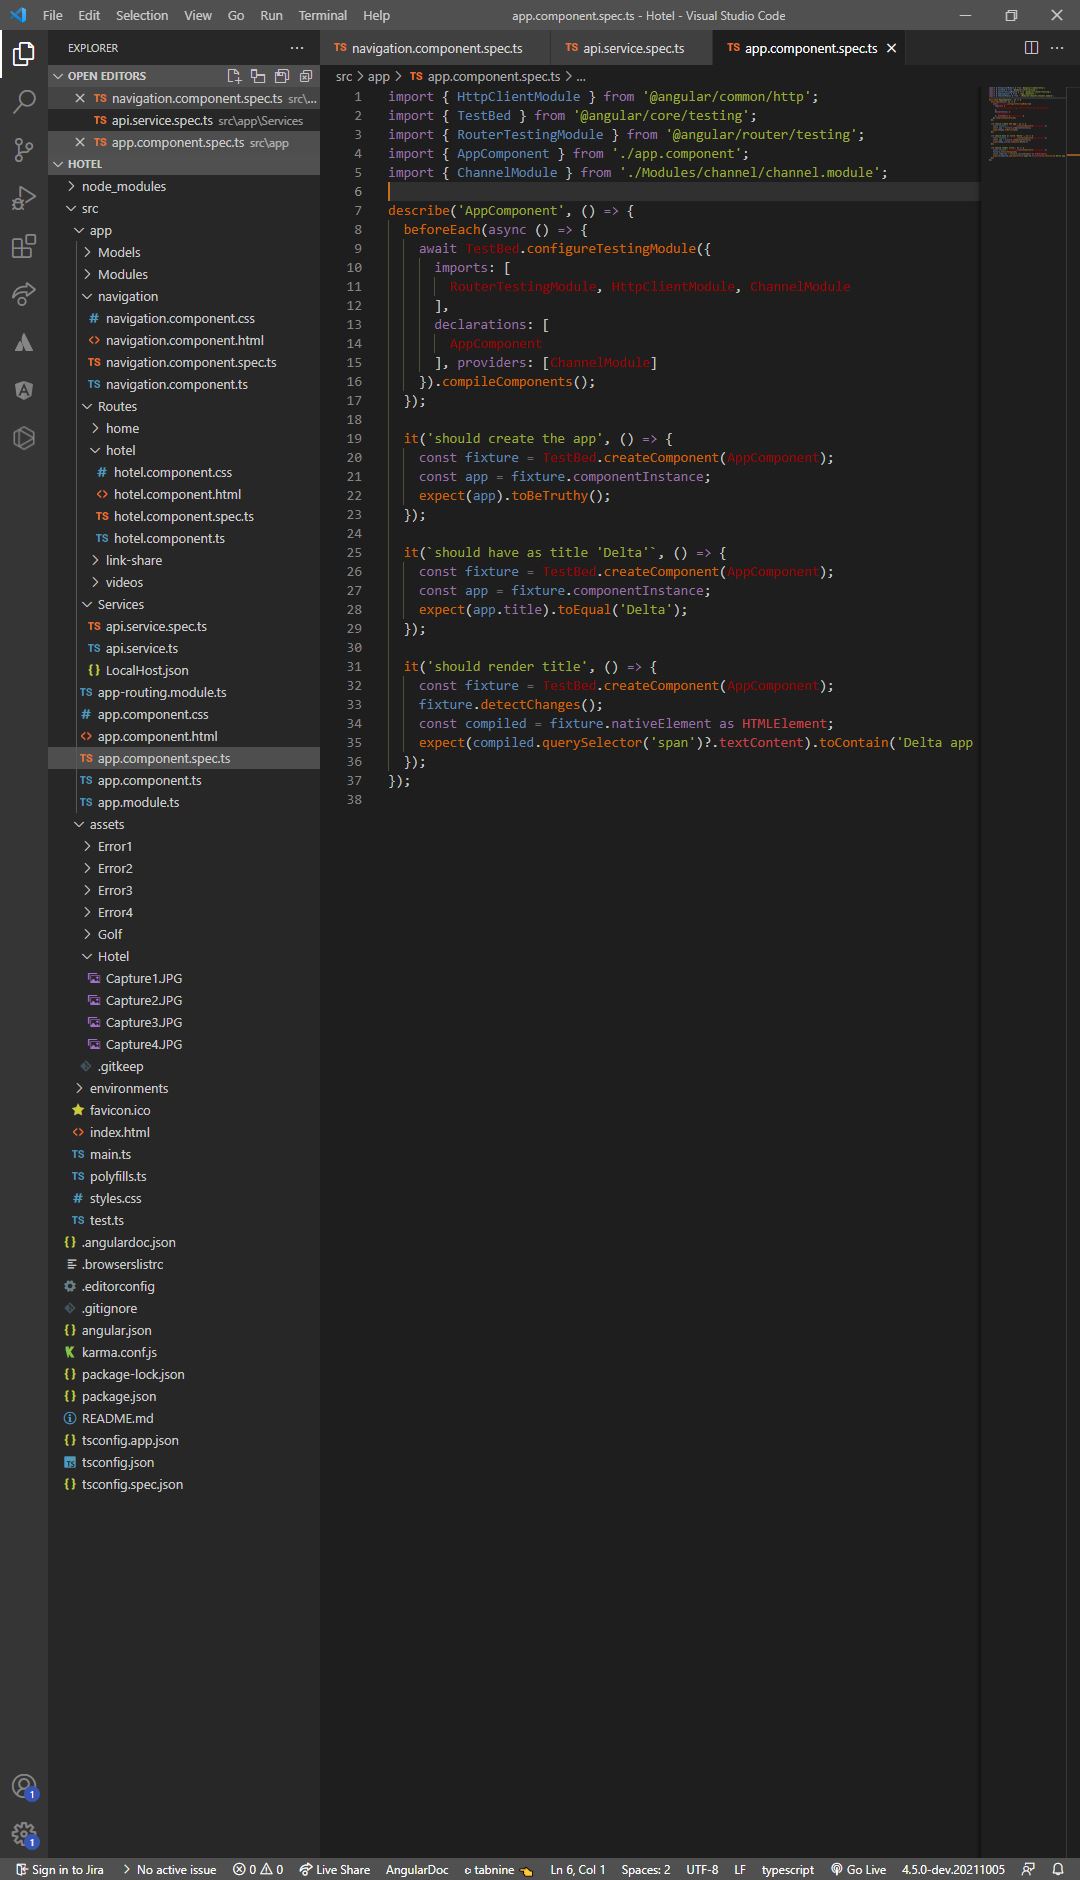 File Edit Selection View Go Run Terminal Help app.component.spec.ts - Hotel - Visual Studio Code
EXPLORER
OPEN EDITORS
TS navigation.component.spec.ts src\...
TS api.service.spec.ts src\app\Services
TS app.component.spec.ts src\app
HOTEL
node_modules
src
app
Models
Modules
navigation
# navigation.component.css
<> navigation.component.html
TS navigation.component.spec.ts
TS navigation.component.ts
Routes
home
hotel
# hotel.component.css
<> hotel.component.html
TS hotel.component.spec.ts
TS hotel.component.ts
link-share
videos
Services
TS api.service.spec.ts
TS api.service.ts
{} LocalHost.json
TS app-routing.module.ts
# app.component.css
<> app.component.html
TS app.component.spec.ts
TS app.component.ts
TS app.module.ts
assets
Error1
Error2
Error3
Error4
Golf
Hotel
Capture1.JPG
Capture2.JPG
Capture3.JPG
Capture4.JPG
.gitkeep
environments
favicon.ico
<> index.html
TS main.ts
TS polyfills.ts
# styles.css
TS test.ts
{} .angulardoc.json
.browserslistrc
.editorconfig
.gitignore
{} angular.json
karma.conf.js
{} package-lock.json
{} package.json
README.md
{} tsconfig.app.json
TS tsconfig.json
{} tsconfig.spec.json
TS navigation.component.spec.ts TS api.service.spec.ts TS app.component.spec.ts
src > app > TS app.component.spec.ts > ...
1 import { HttpClientModule } from '@angular/common/http';
2 import { TestBed } from '@angular/core/testing';
3 import { RouterTestingModule } from '@angular/router/testing';
4 import { AppComponent } from './app.component';
5 import { ChannelModule } from './Modules/channel/channel.module';
6
7 describe('AppComponent', () => {
8 beforeEach(async () => {
9 await TestBed.configureTestingModule({
10 imports: [
11 RouterTestingModule, HttpClientModule, ChannelModule
12 ],
13 declarations: [
14 AppComponent
15 ], providers: [ChannelModule]
16 }).compileComponents();
17 });
18
19 it('should create the app', () => {
20 const fixture = TestBed.createComponent(AppComponent);
21 const app = fixture.componentInstance;
22 expect(app).toBeTruthy();
23 });
24
25 it(`should have as title 'Delta'`, () => {
26 const fixture = TestBed.createComponent(AppComponent);
27 const app = fixture.componentInstance;
28 expect(app.title).toEqual('Delta');
29 });
30
31 it('should render title', () => {
32 const fixture = TestBed.createComponent(AppComponent);
33 fixture.detectChanges();
34 const compiled = fixture.nativeElement as HTMLElement;
35 expect(compiled.querySelector('span')?.textContent).toContain('Delta app
36 });
37 });
38
1
1
Sign in to Jira No active issue 0 0 Live Share AngularDoc tabnine Ln 6, Col 1 Spaces: 2 UTF-8 LF typescript Go Live 4.5.0-dev.20211005